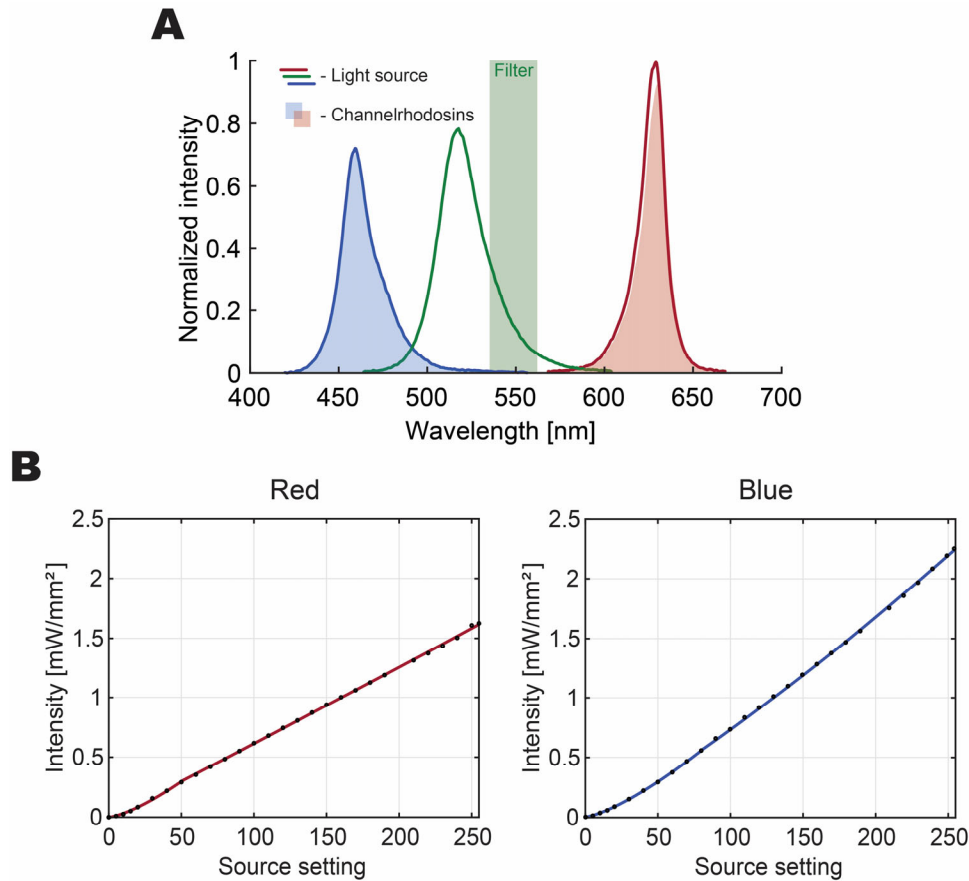 A
Normalized intensity
1
0.8
0.6
0.4
0.2
0
- Light source
- Channelrhodosins
Filter
400 450 500 550 600 650 700
Wavelength [nm]
B
Red
Intensity [mW/mm²]
2.5
2
1.5
1
0.5
0
0 50 100 150 200 250
Source setting
Blue
Intensity [mW/mm²]
2.5
2
1.5
1
0.5
0
0 50 100 150 200 250
Source setting